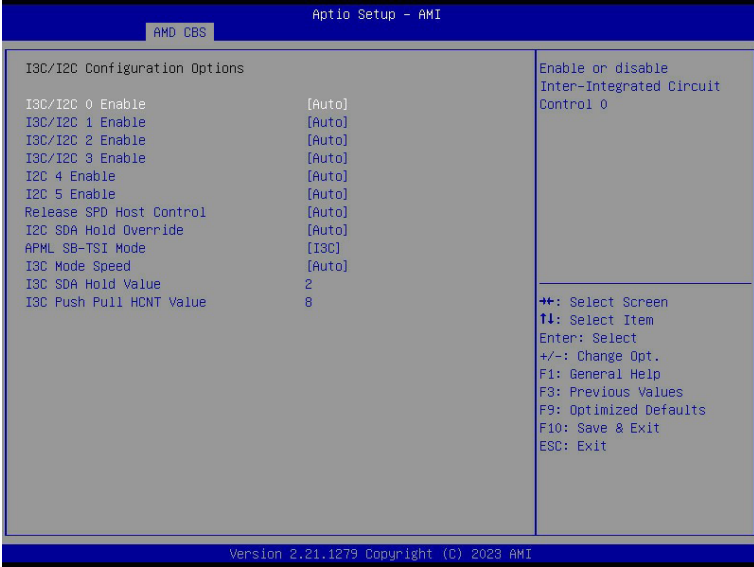 Aptio Setup - AMI
AMD CBS
I3C/I2C Configuration Options
I3C/I2C 0 Enable [Auto]
I3C/I2C 1 Enable [Auto]
I3C/I2C 2 Enable [Auto]
I3C/I2C 3 Enable [Auto]
I2C 4 Enable [Auto]
I2C 5 Enable [Auto]
Release SPD Host Control [Auto]
I2C SDA Hold Override [Auto]
APML SB-TSI Mode [I3C]
I3C Mode Speed [Auto]
I3C SDA Hold Value 2
I3C Push Pull HCNT Value 8
Enable or disable
Inter-Integrated Circuit
Control 0
→←: Select Screen
↑↓: Select Item
Enter: Select
+/-: Change Opt.
F1: General Help
F3: Previous Values
F9: Optimized Defaults
F10: Save & Exit
ESC: Exit
Version 2.21.1279 Copyright (C) 2023 AMI